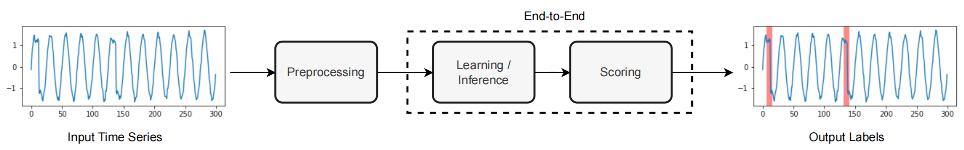 End-to-End
1
0
−1
0 50 100 150 200 250 300
Input Time Series
Preprocessing
Learning /
Inference
Scoring
1
0
−1
0 50 100 150 200 250 300
Output Labels